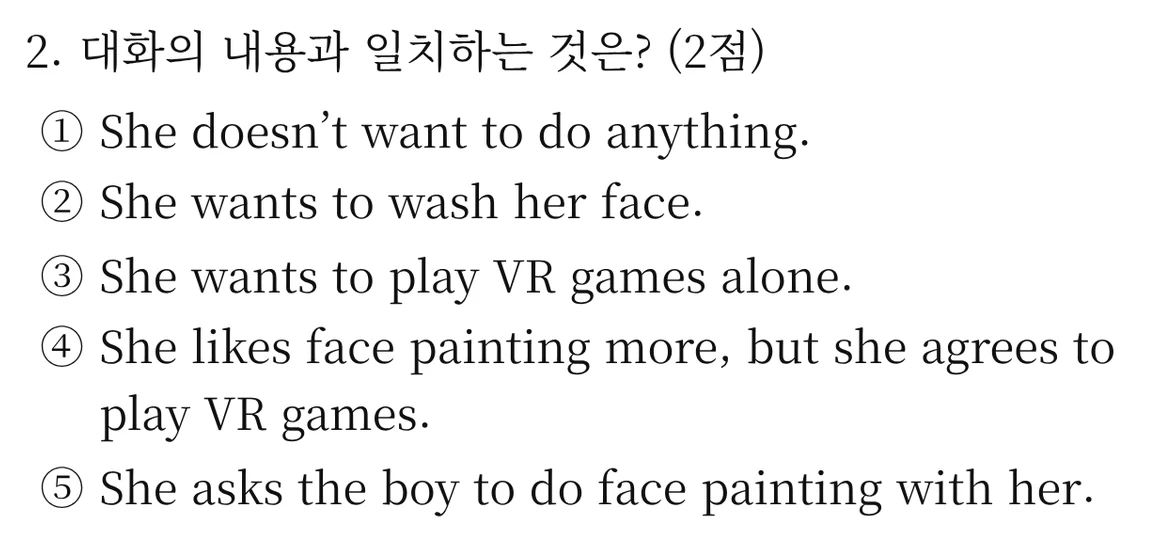 2. 대화의 내용과 일치하는 것은? (2점)
① She doesn’t want to do anything.
② She wants to wash her face.
③ She wants to play VR games alone.
④ She likes face painting more, but she agrees to
play VR games.
⑤ She asks the boy to do face painting with her.